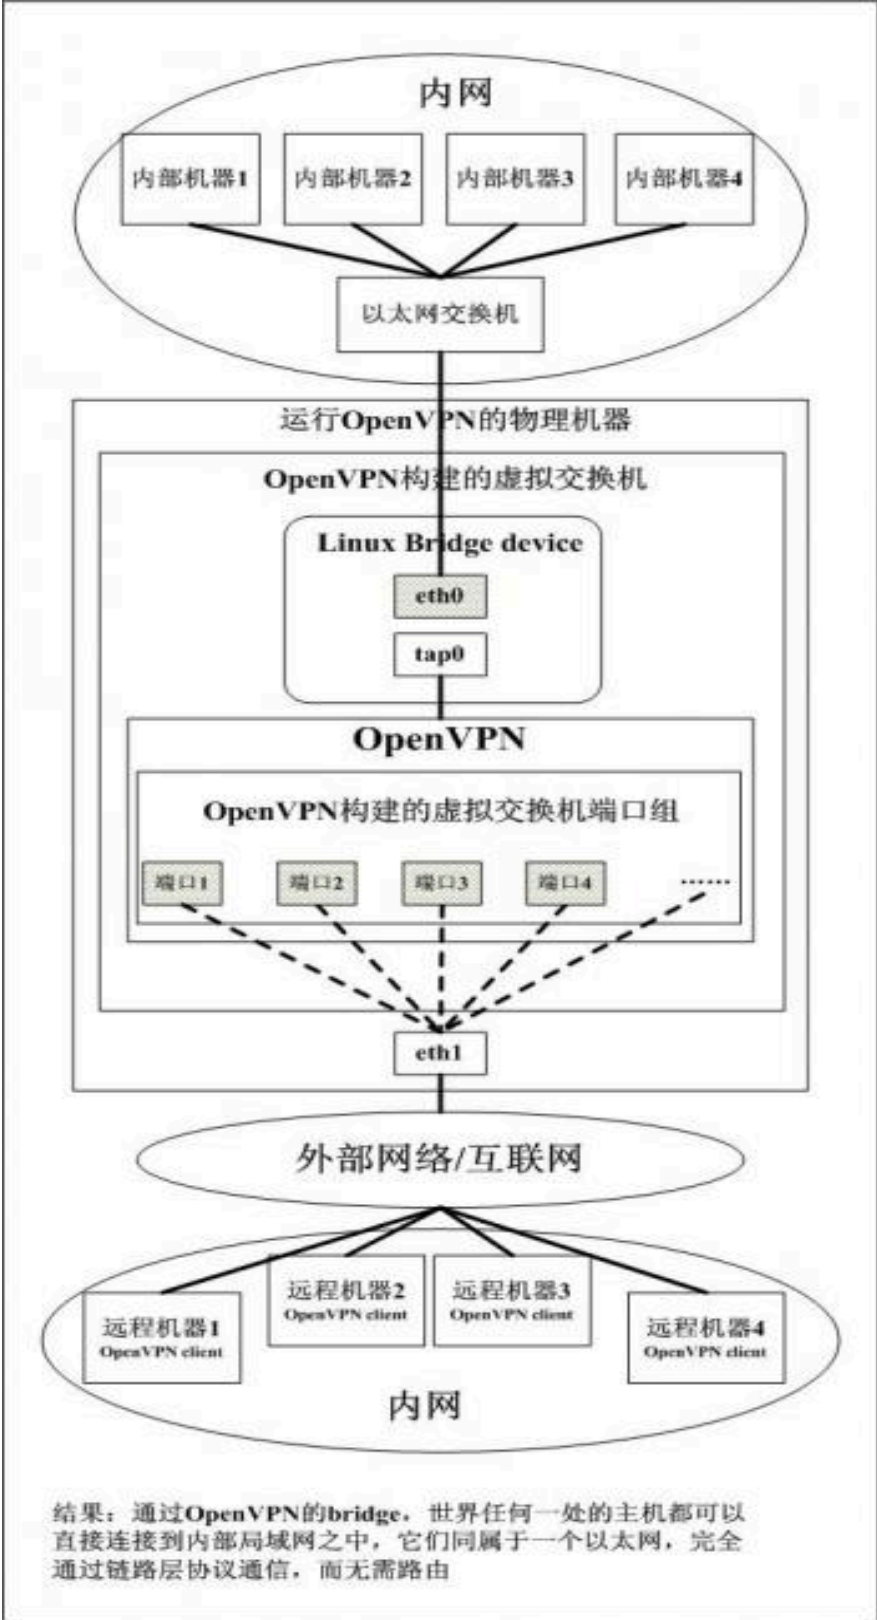 内网
内部机器1
内部机器2
内部机器3
内部机器4
以太网交换机
运行OpenVPN的物理机器
OpenVPN构建的虚拟交换机
Linux Bridge device
eth0
tap0
OpenVPN
OpenVPN构建的虚拟交换机端口组
端口1
端口2
端口3
端口4
……
eth1
外部网络/互联网
远程机器1
OpenVPN client
远程机器2
OpenVPN client
远程机器3
OpenVPN client
远程机器4
OpenVPN client
内网
结果：通过OpenVPN的bridge，世界任何一处的主机都可以
直接连接到内部局域网之中，它们同属于一个以太网，完全
通过链路层协议通信，而无需路由